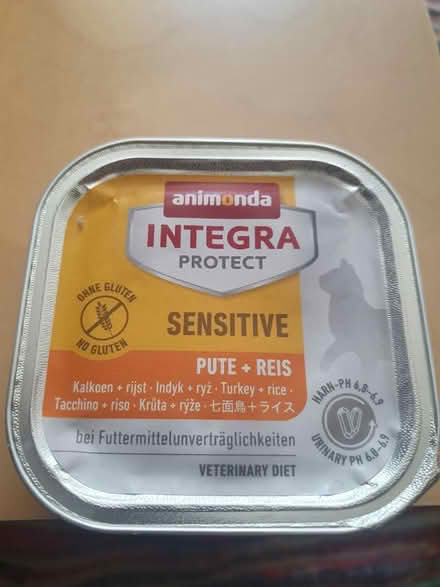 animonda
INTEGRA
PROTECT
OHNE GLUTEN
NO GLUTEN
SENSITIVE
PUTE + REIS
Kalkoen + rijst · Indyk + ryż · Turkey + rice ·
Tacchino + riso · Krůta + rýže · 七面鳥＋ライス
HARN-PH 6,0-6,9
URINARY PH 6,0-6,9
bei Futtermittelunverträglichkeiten
VETERINARY DIET